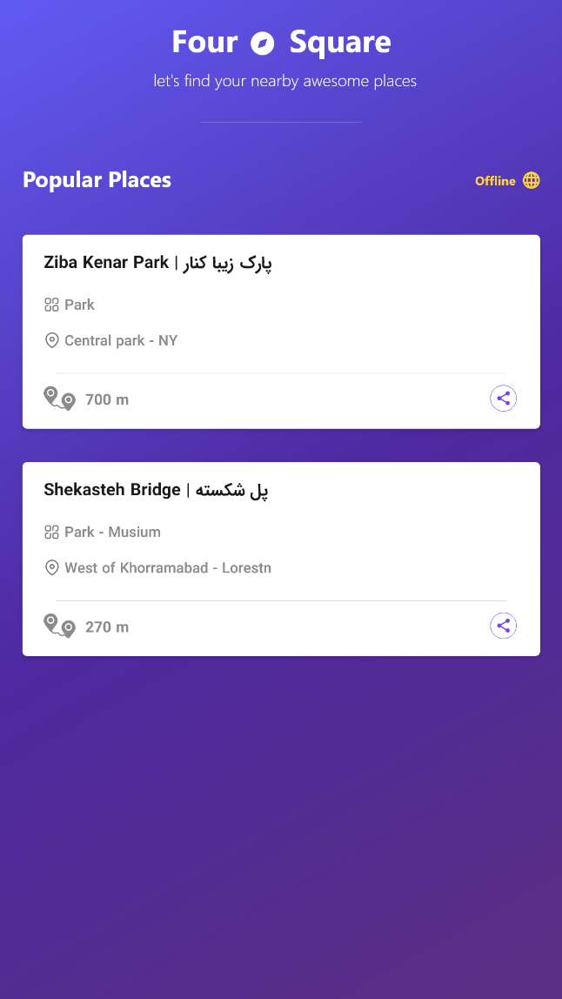 Four Square
let's find your nearby awesome places
Popular Places
Offline
Ziba Kenar Park | پارک زیبا کنار
Park
Central park - NY
700 m
Shekasteh Bridge | پل شکسته
Park - Musium
West of Khorramabad - Lorestn
270 m